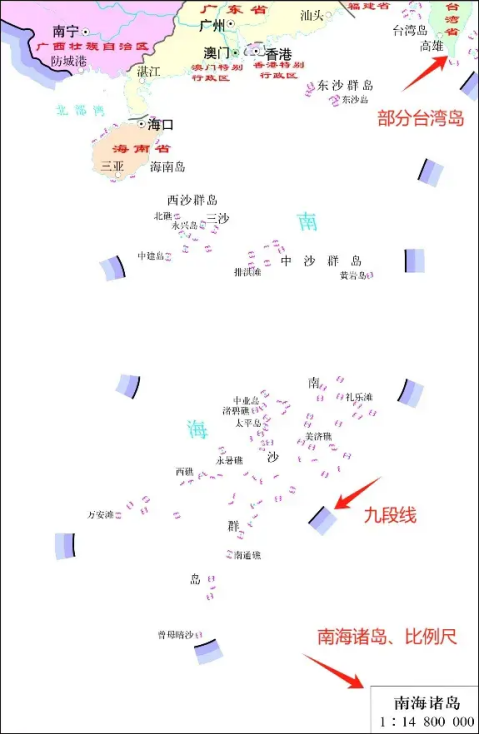 广东省
汕头
福建省
台湾省
南宁
广州
台湾岛
广西壮族自治区
澳门
香港
高雄
防城港
湛江
澳门特别
行政区
香港特别
行政区
东沙群岛
东沙岛
部分台湾岛
北部湾
海口
海南省
三亚
海南岛
西沙群岛
北礁
三沙
永兴岛
南
中建岛
排洪滩
中沙群岛
黄岩岛
南
中业岛
礼乐滩
渚碧礁
海
太平岛
美济礁
沙
永暑礁
西礁
万安滩
群
九段线
南通礁
岛
曾母暗沙
南海诸岛、比例尺
南海诸岛
1:14 800 000